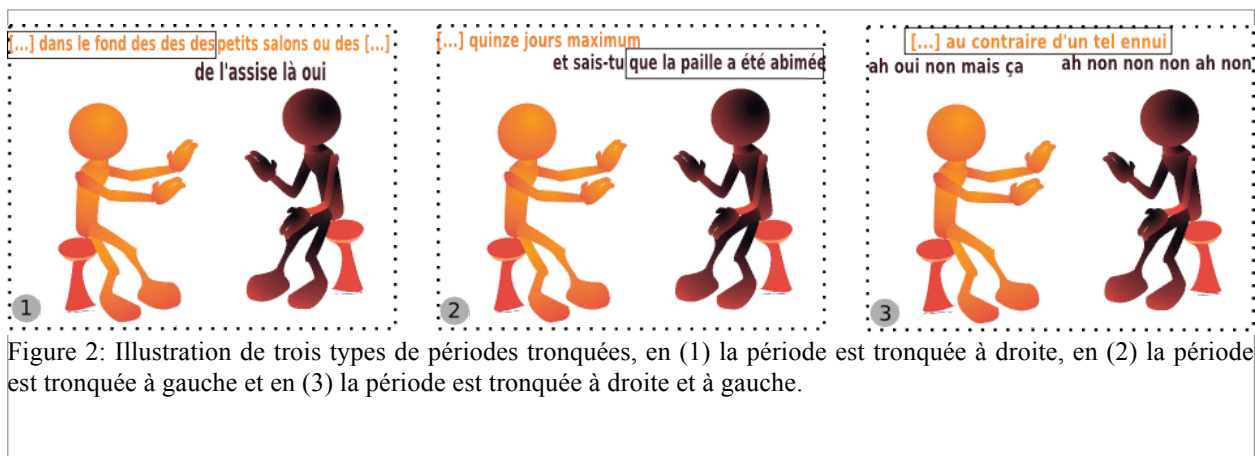 [...] dans le fond des des des petits salons ou des [...]
de l'assise là oui
1
[...] quinze jours maximum
et sais-tu que la paille a été abimée
2
[...] au contraire d'un tel ennui
ah oui non mais ça
ah non non non ah non
3
Figure 2: Illustration de trois types de périodes tronquées, en (1) la période est tronquée à droite, en (2) la période
est tronquée à gauche et en (3) la période est tronquée à droite et à gauche.